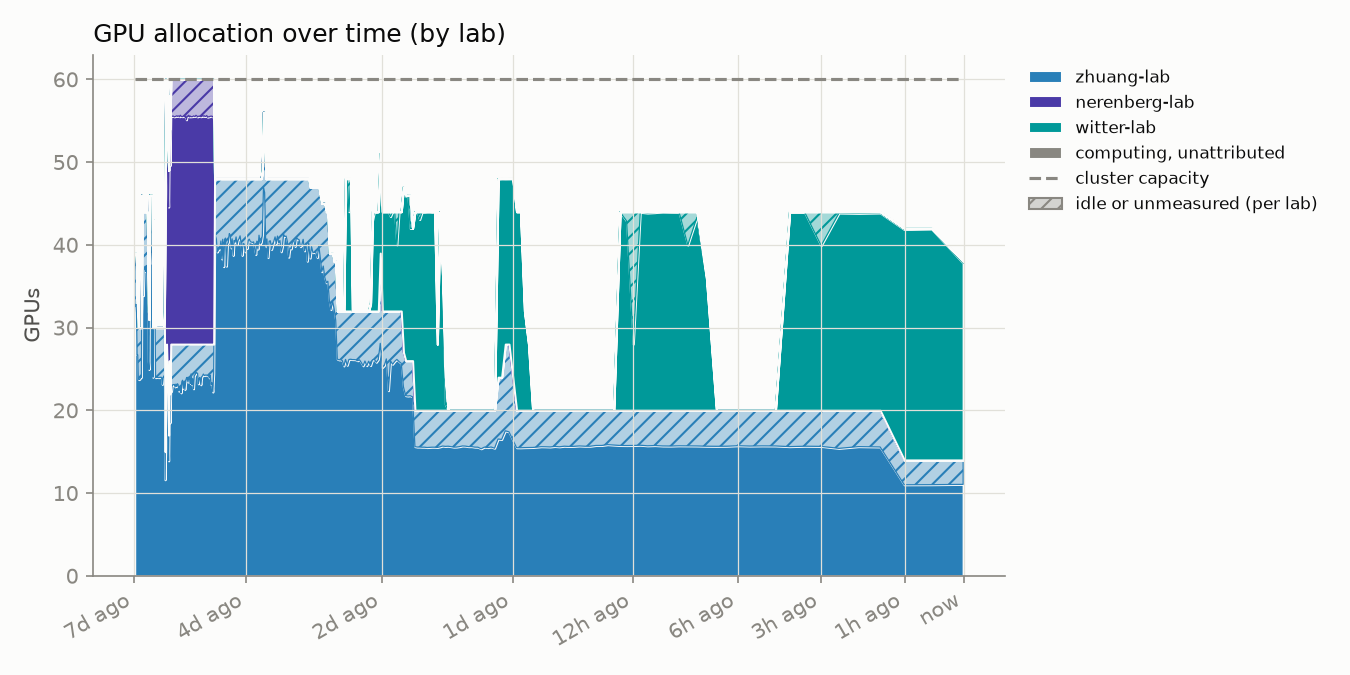 GPU allocation over time (by lab)
GPUs
60
50
40
30
20
10
0
7d ago
4d ago
2d ago
1d ago
12h ago
6h ago
3h ago
1h ago
now
zhuang-lab
nerenberg-lab
witter-lab
computing, unattributed
cluster capacity
idle or unmeasured (per lab)